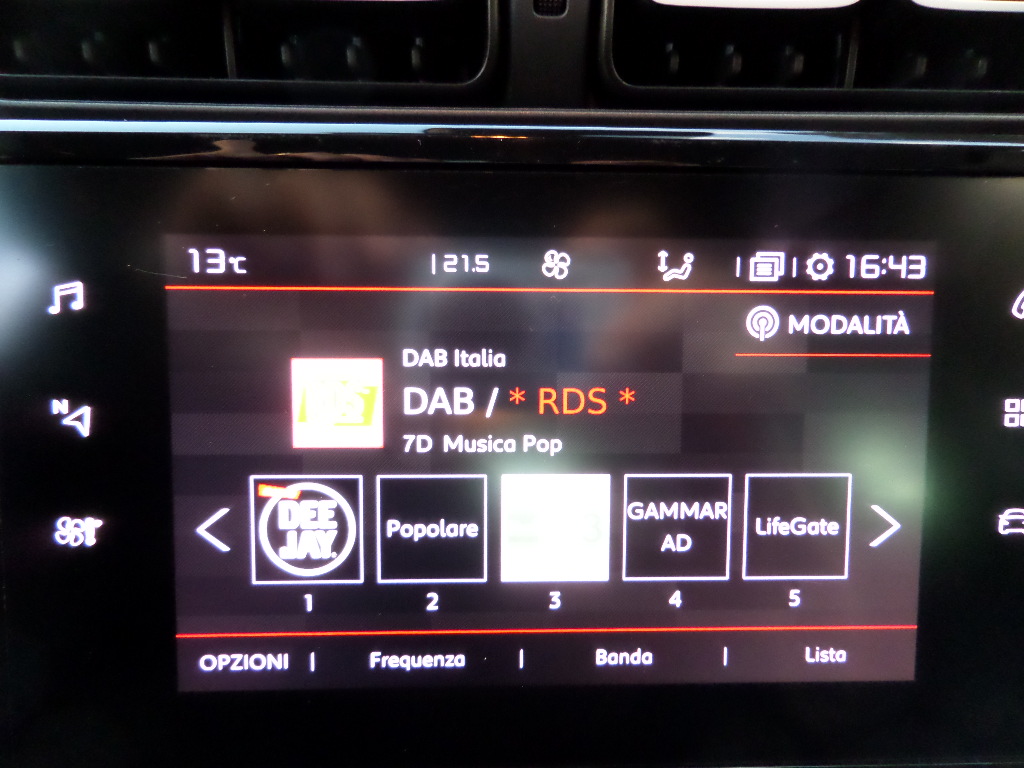 13°C
21.5
16:43
MODALITÀ
DAB Italia
DAB / * RDS *
7D Musica Pop
DEE
JAY.
Popolare
GAMMAR
AD
LifeGate
1
2
3
4
5
OPZIONI
Frequenza
Banda
Lista
N